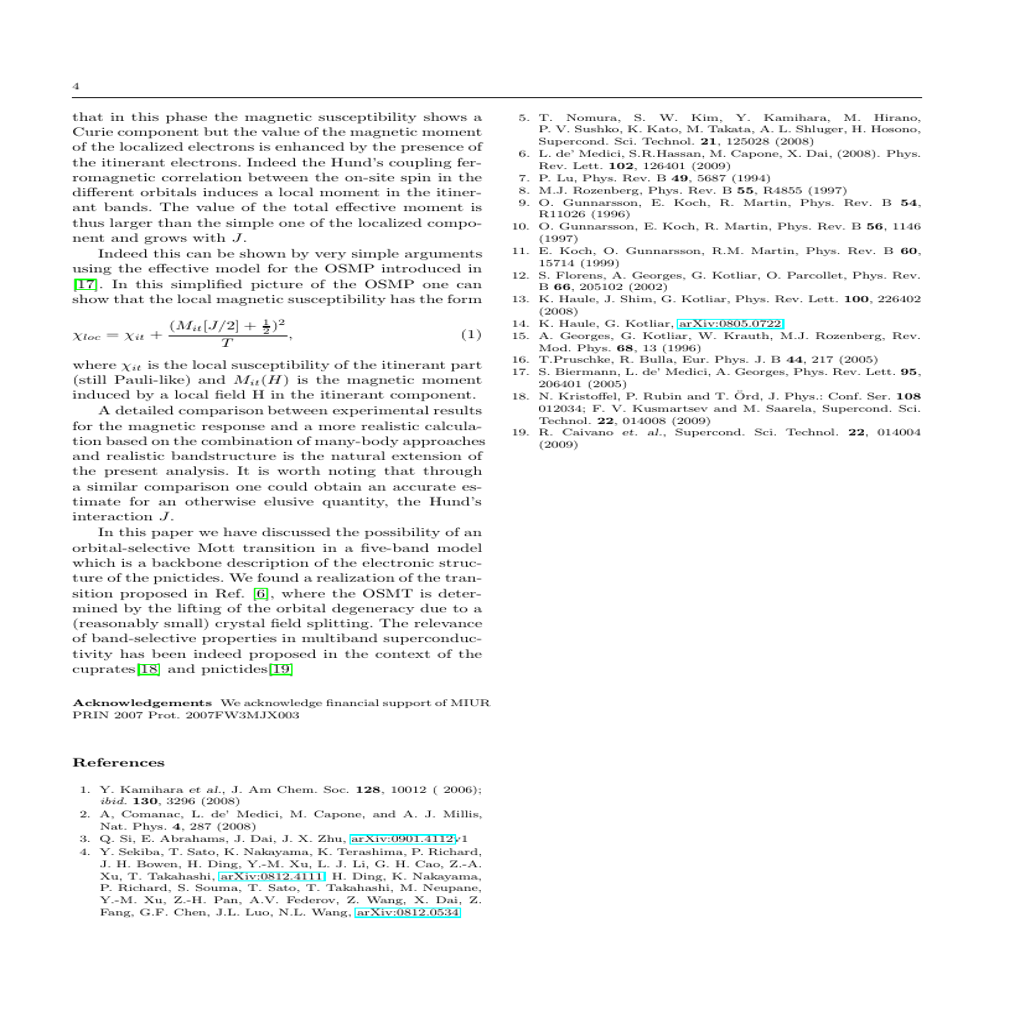 4
that in this phase the magnetic susceptibility shows a
Curie component but the value of the magnetic moment
of the localized electrons is enhanced by the presence of
the itinerant electrons. Indeed the Hund's coupling fer-
romagnetic correlation between the on-site spin in the
different orbitals induces a local moment in the itiner-
ant bands. The value of the total effective moment is
thus larger than the simple one of the localized compo-
nent and grows with J.
Indeed this can be shown by very simple arguments
using the effective model for the OSMP introduced in
[17]. In this simplified picture of the OSMP one can
show that the local magnetic susceptibility has the form
χ_loc = χ_it + (M_it[J/2] + 1/2)^2 / T, (1)
where χ_it is the local susceptibility of the itinerant part
(still Pauli-like) and M_it(H) is the magnetic moment
induced by a local field H in the itinerant component.
A detailed comparison between experimental results
for the magnetic response and a more realistic calcula-
tion based on the combination of many-body approaches
and realistic bandstructure is the natural extension of
the present analysis. It is worth noting that through
a similar comparison one could obtain an accurate es-
timate for an otherwise elusive quantity, the Hund's
interaction J.
In this paper we have discussed the possibility of an
orbital-selective Mott transition in a five-band model
which is a backbone description of the electronic struc-
ture of the pnictides. We found a realization of the tran-
sition proposed in Ref. [6], where the OSMT is deter-
mined by the lifting of the orbital degeneracy due to a
(reasonably small) crystal field splitting. The relevance
of band-selective properties in multiband superconduc-
tivity has been indeed proposed in the context of the
cuprates[18] and pnictides[19]
Acknowledgements We acknowledge financial support of MIUR
PRIN 2007 Prot. 2007FW3MJX003
References
1. Y. Kamihara et al., J. Am Chem. Soc. 128, 10012 ( 2006);
ibid. 130, 3296 (2008)
2. A, Comanac, L. de' Medici, M. Capone, and A. J. Millis,
Nat. Phys. 4, 287 (2008)
3. Q. Si, E. Abrahams, J. Dai, J. X. Zhu, arXiv:0901.4112v1
4. Y. Sekiba, T. Sato, K. Nakayama, K. Terashima, P. Richard,
J. H. Bowen, H. Ding, Y.-M. Xu, L. J. Li, G. H. Cao, Z.-A.
Xu, T. Takahashi, arXiv:0812.4111 H. Ding, K. Nakayama,
P. Richard, S. Souma, T. Sato, T. Takahashi, M. Neupane,
Y.-M. Xu, Z.-H. Pan, A.V. Federov, Z. Wang, X. Dai, Z.
Fang, G.F. Chen, J.L. Luo, N.L. Wang, arXiv:0812.0534
5. T. Nomura, S. W. Kim, Y. Kamihara, M. Hirano,
P. V. Sushko, K. Kato, M. Takata, A. L. Shluger, H. Hosono,
Supercond. Sci. Technol. 21, 125028 (2008)
6. L. de' Medici, S.R.Hassan, M. Capone, X. Dai, (2008). Phys.
Rev. Lett. 102, 126401 (2009)
7. P. Lu, Phys. Rev. B 49, 5687 (1994)
8. M.J. Rozenberg, Phys. Rev. B 55, R4855 (1997)
9. O. Gunnarsson, E. Koch, R. Martin, Phys. Rev. B 54,
R11026 (1996)
10. O. Gunnarsson, E. Koch, R. Martin, Phys. Rev. B 56, 1146
(1997)
11. E. Koch, O. Gunnarsson, R.M. Martin, Phys. Rev. B 60,
15714 (1999)
12. S. Florens, A. Georges, G. Kotliar, O. Parcollet, Phys. Rev.
B 66, 205102 (2002)
13. K. Haule, J. Shim, G. Kotliar, Phys. Rev. Lett. 100, 226402
(2008)
14. K. Haule, G. Kotliar, arXiv:0805.0722
15. A. Georges, G. Kotliar, W. Krauth, M.J. Rozenberg, Rev.
Mod. Phys. 68, 13 (1996)
16. T.Pruschke, R. Bulla, Eur. Phys. J. B 44, 217 (2005)
17. S. Biermann, L. de' Medici, A. Georges, Phys. Rev. Lett. 95,
206401 (2005)
18. N. Kristoffel, P. Rubin and T. Örd, J. Phys.: Conf. Ser. 108
012034; F. V. Kusmartsev and M. Saarela, Supercond. Sci.
Technol. 22, 014008 (2009)
19. R. Caivano et. al., Supercond. Sci. Technol. 22, 014004
(2009)